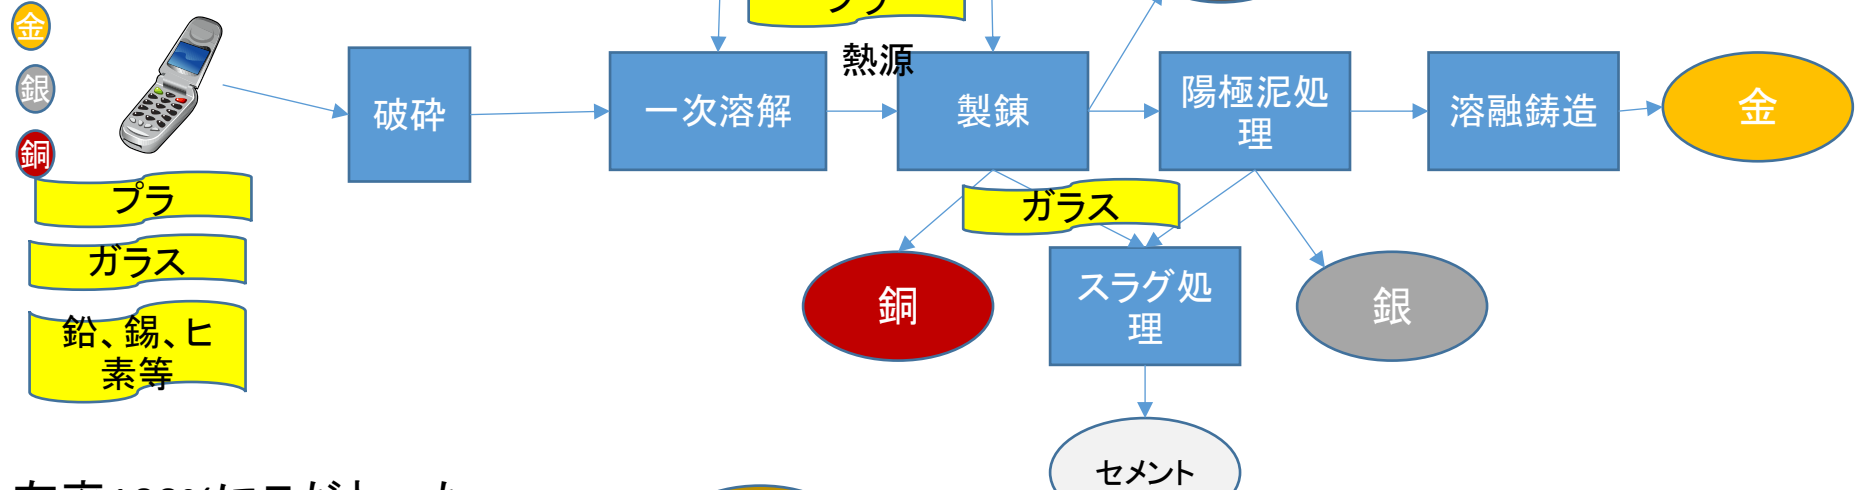 金
銀
銅
プラ
ガラス
鉛、錫、ヒ
素等
破砕
一次溶解
熱源
製錬
陽極泥処
理
溶融鋳造
金
ガラス
銅
スラグ処
理
銀
セメント